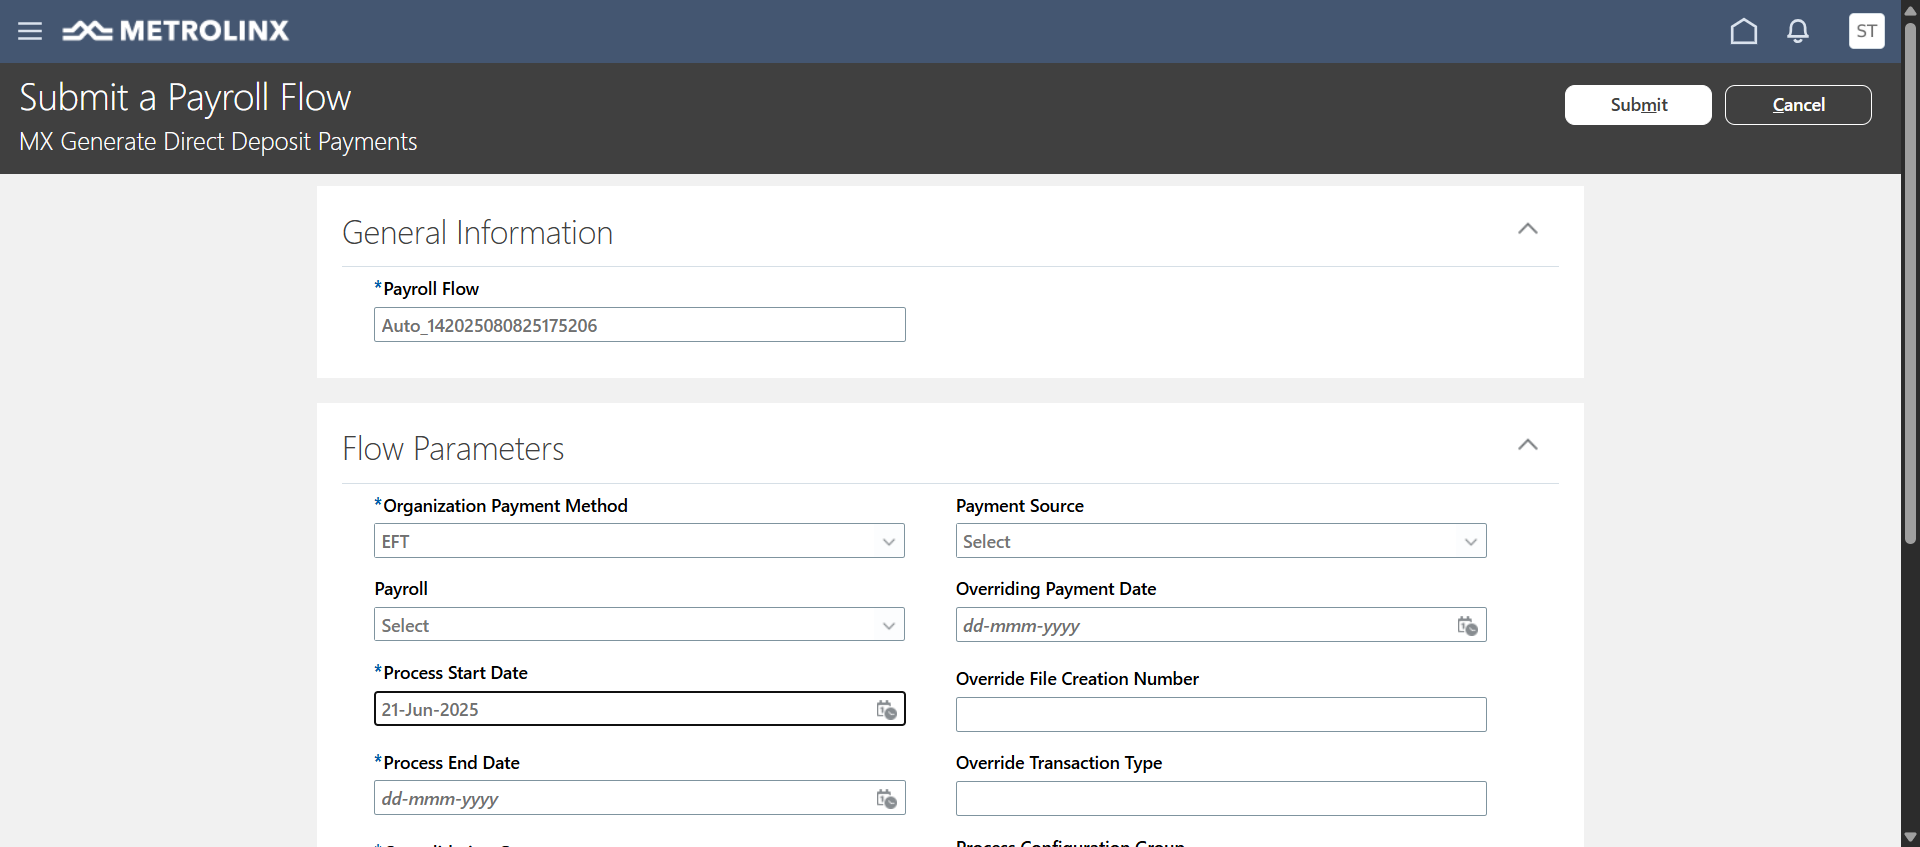 METROLINX
ST
Submit a Payroll Flow
MX Generate Direct Deposit Payments
Submit
Cancel
General Information
*Payroll Flow
Auto_142025080825175206
Flow Parameters
*Organization Payment Method
EFT
Payment Source
Select
Payroll
Select
Overriding Payment Date
dd-mmm-yyyy
*Process Start Date
21-Jun-2025
Override File Creation Number
*Process End Date
dd-mmm-yyyy
Override Transaction Type
Process Configuration Group